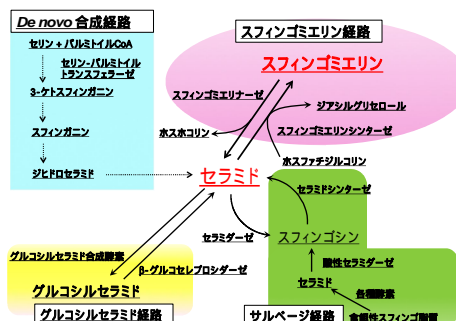 De novo 合成経路
セリン + パルミトイルCoA
セリン-パルミトイル
トランスフェラーゼ
3-ケトスフィンガニン
スフィンガニン
ジヒドロセラミド
スフィンゴミエリン経路
スフィンゴミエリン
スフィンゴミエリナーゼ
ジアシルグリセロール
ホスホコリン
スフィンゴミエリンシンターゼ
ホスファチジルコリン
セラミド
セラミドシンターゼ
セラミダーゼ
スフィンゴシン
グルコシルセラミド合成酵素
β-グルコセレブロシダーゼ
グルコシルセラミド
グルコシルセラミド経路
酸性セラミダーゼ
セラミド
各種酵素
サルベージ経路